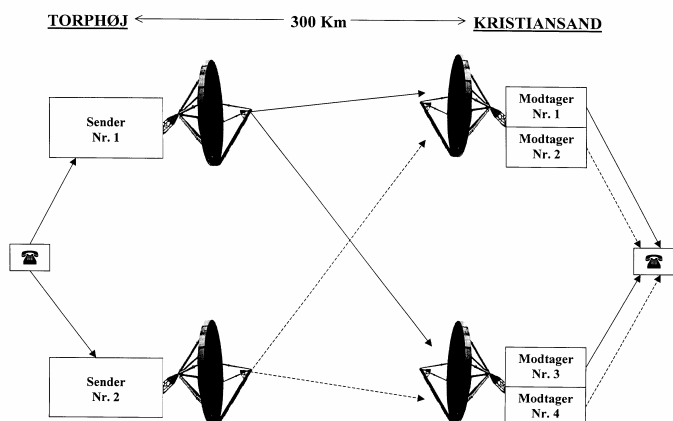 TORPHØJ
300 Km
KRISTIANSAND
Sender
Nr. 1
Modtager
Nr. 1
Modtager
Nr. 2
Sender
Nr. 2
Modtager
Nr. 3
Modtager
Nr. 4